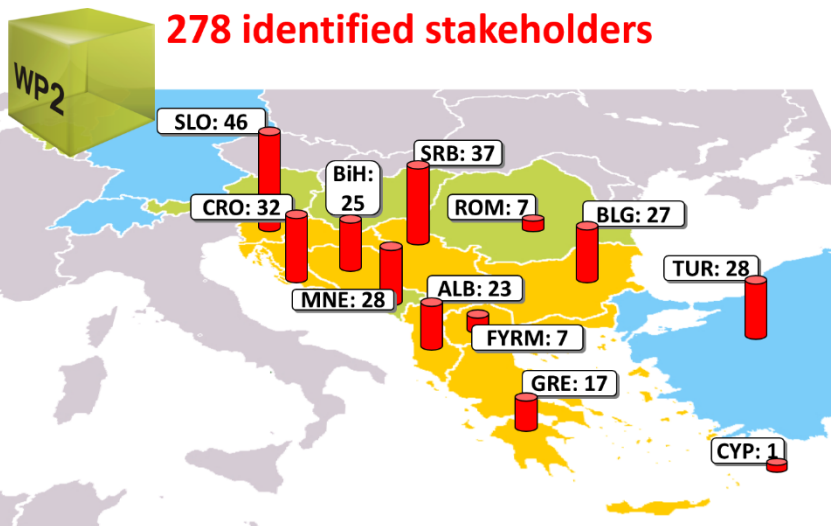 278 identified stakeholders
WP2
SLO: 46
SRB: 37
BiH:
25
CRO: 32
ROM: 7
BLG: 27
TUR: 28
MNE: 28
ALB: 23
FYRM: 7
GRE: 17
CYP: 1